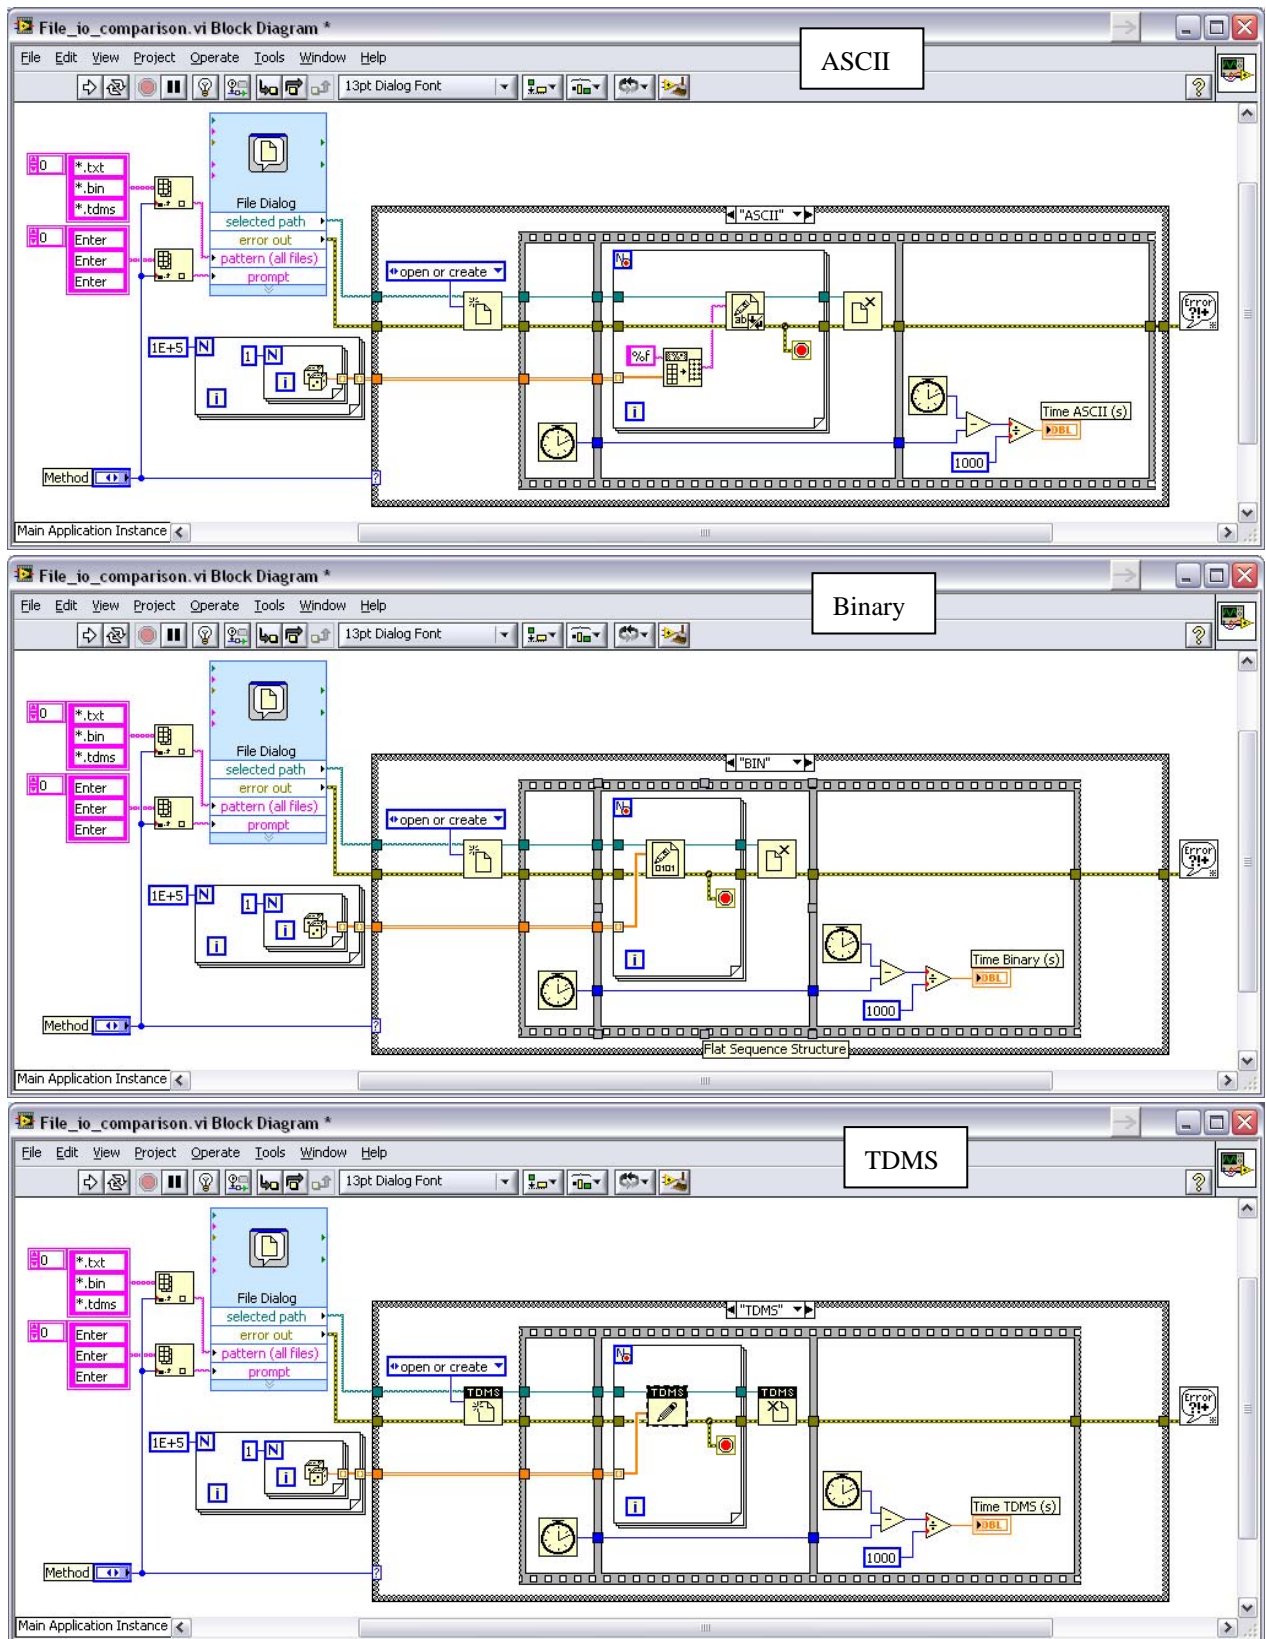 File_io_comparison.vi Block Diagram *
ASCII
File Edit View Project Operate Tools Window Help
13pt Dialog Font
0
*.txt
*.bin
*.tdms
0
Enter
Enter
Enter
File Dialog
selected path
error out
pattern (all files)
prompt
"ASCII"
open or create
N
ab
%f
Error
?!+
1E+5 N
1 N
i
i
i
Time ASCII (s)
DBL
1000
Method
?
Main Application Instance
File_io_comparison.vi Block Diagram *
Binary
File Edit View Project Operate Tools Window Help
13pt Dialog Font
0
*.txt
*.bin
*.tdms
0
Enter
Enter
Enter
File Dialog
selected path
error out
pattern (all files)
prompt
"BIN"
open or create
N
0101
Error
?!+
1E+5 N
1 N
i
i
i
Time Binary (s)
DBL
1000
Method
?
Flat Sequence Structure
Main Application Instance
File_io_comparison.vi Block Diagram *
TDMS
File Edit View Project Operate Tools Window Help
13pt Dialog Font
0
*.txt
*.bin
*.tdms
0
Enter
Enter
Enter
File Dialog
selected path
error out
pattern (all files)
prompt
"TDMS"
open or create
N
TDMS
TDMS
TDMS
Error
?!+
1E+5 N
1 N
i
i
i
Time TDMS (s)
DBL
1000
Method
?
Main Application Instance